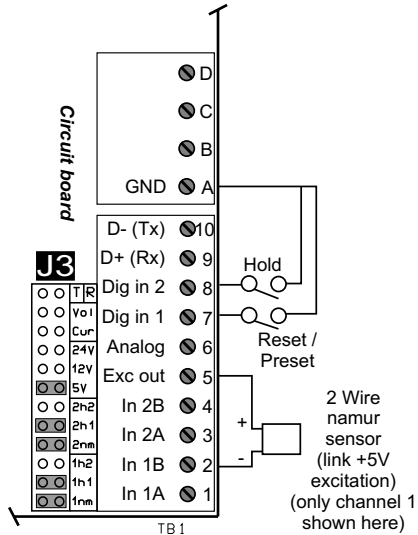 D
C
B
GND A
Circuit board
D- (Tx) 10
D+ (Rx) 9
Dig in 2 8
Dig in 1 7
Analog 6
Exc out 5
In 2B 4
In 2A 3
In 1B 2
In 1A 1
TB1
J3
T R
Vol
Cur
24V
12V
5V
2h2
2h1
2nm
1h2
1h1
1nm
Hold
Reset /
Preset
+
-
2 Wire
namur
sensor
(link +5V
excitation)
(only channel 1
shown here)